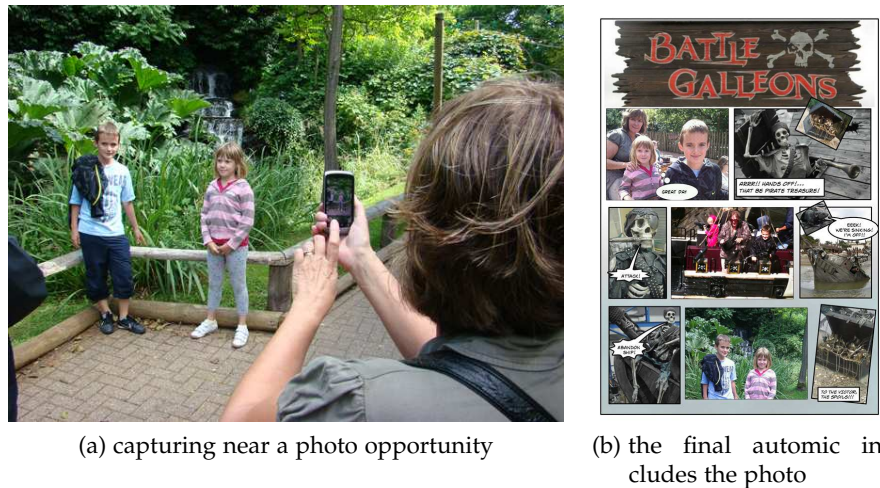 BATTLE
GALLEONS
GREAT DAY
ARRR!! HANDS OFF!...
THAT BE PIRATE TREASURE!
ATTACK!
EEEK!
WE'RE SINKING!
I'M OFF!!
ABANDON
SHIP!
TO THE VICTOR,
THE SPOILS!!!
(a) capturing near a photo opportunity
(b) the final automic in
cludes the photo